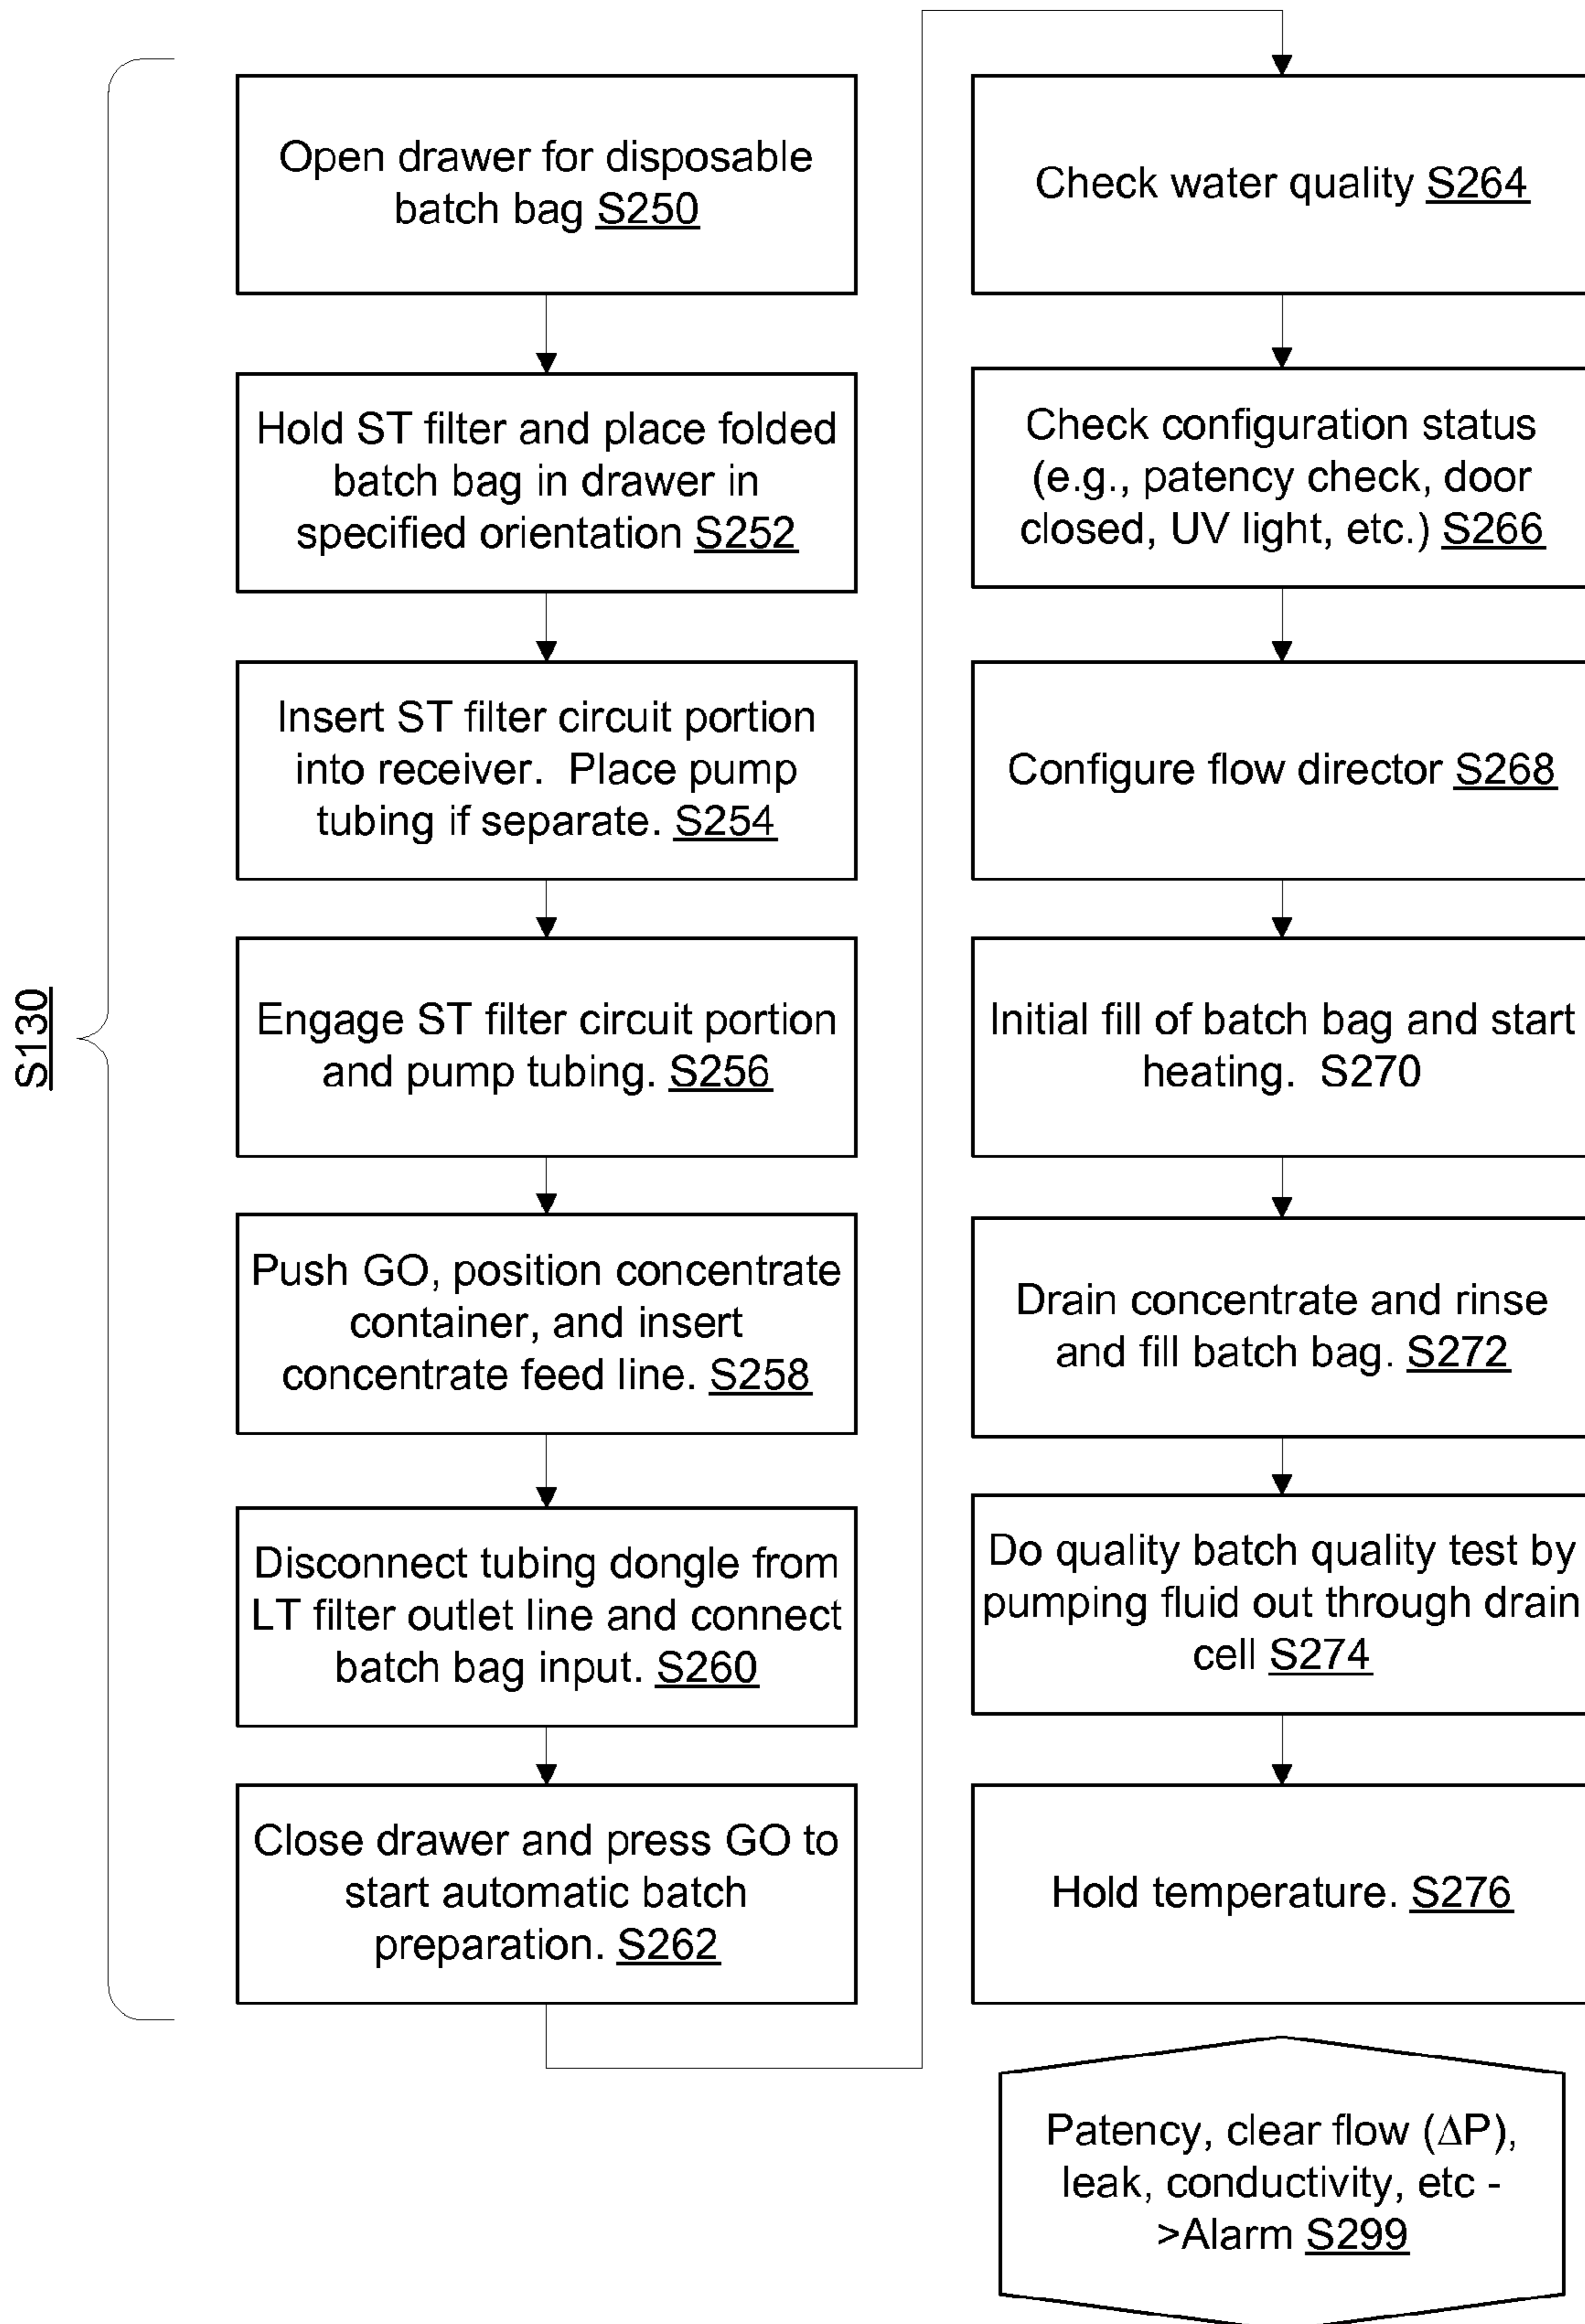 S130
Open drawer for disposable
batch bag S250
Hold ST filter and place folded
batch bag in drawer in
specified orientation S252
Insert ST filter circuit portion
into receiver. Place pump
tubing if separate. S254
Engage ST filter circuit portion
and pump tubing. S256
Push GO, position concentrate
container, and insert
concentrate feed line. S258
Disconnect tubing dongle from
LT filter outlet line and connect
batch bag input. S260
Close drawer and press GO to
start automatic batch
preparation. S262
Check water quality S264
Check configuration status
(e.g., patency check, door
closed, UV light, etc.) S266
Configure flow director S268
Initial fill of batch bag and start
heating. S270
Drain concentrate and rinse
and fill batch bag. S272
Do quality batch quality test by
pumping fluid out through drain
cell S274
Hold temperature. S276
Patency, clear flow (ΔP),
leak, conductivity, etc -
>Alarm S299